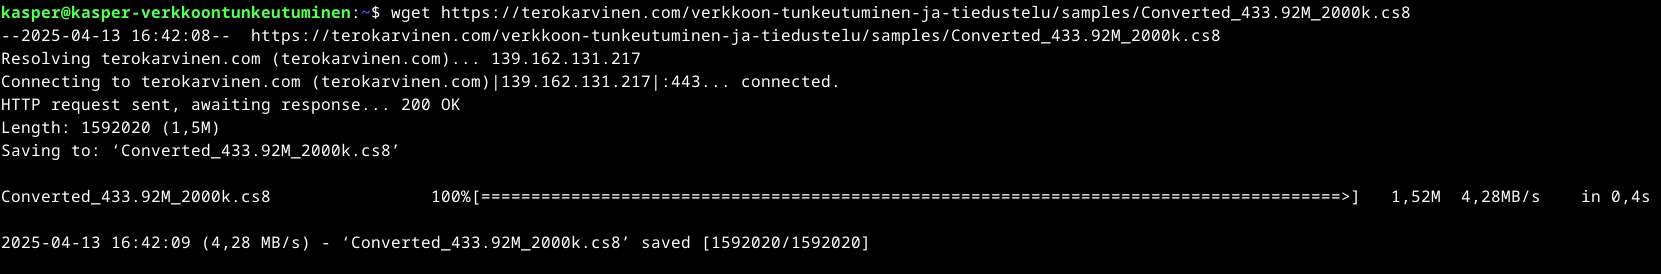 kasper@kasper-verkkoontunkeutuminen:~$ wget https://terokarvinen.com/verkkoon-tunkeutuminen-ja-tiedustelu/samples/Converted_433.92M_2000k.cs8
--2025-04-13 16:42:08--  https://terokarvinen.com/verkkoon-tunkeutuminen-ja-tiedustelu/samples/Converted_433.92M_2000k.cs8
Resolving terokarvinen.com (terokarvinen.com)... 139.162.131.217
Connecting to terokarvinen.com (terokarvinen.com)|139.162.131.217|:443... connected.
HTTP request sent, awaiting response... 200 OK
Length: 1592020 (1,5M)
Saving to: ‘Converted_433.92M_2000k.cs8’
Converted_433.92M_2000k.cs8                100%[======================================================================================>]   1,52M  4,28MB/s    in 0,4s
2025-04-13 16:42:09 (4,28 MB/s) - ‘Converted_433.92M_2000k.cs8’ saved [1592020/1592020]